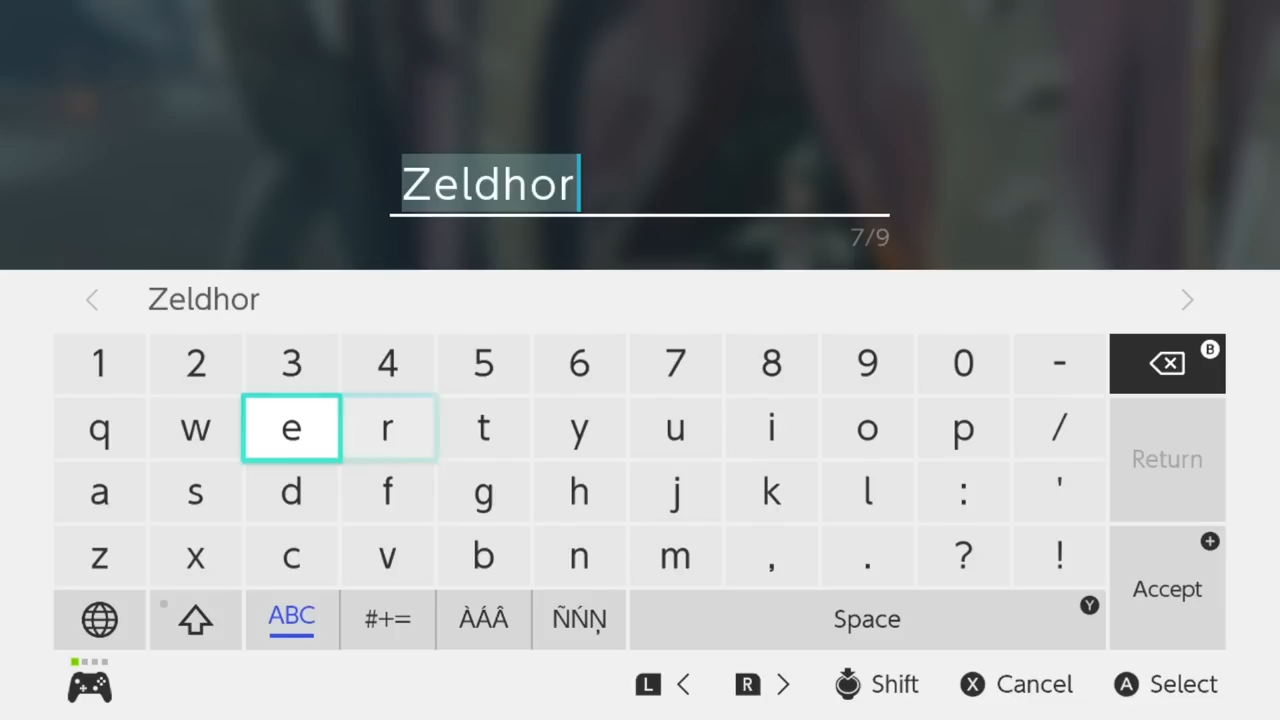 Zeldhor
7/9
< Zeldhor >
1 2 3 4 5 6 7 8 9 0 - B
q w e r t y u i o p / Return
a s d f g h j k l : '
z x c v b n m , . ? ! + Accept
ABC #+= ÀÁÂ ÑŃŅ Space Y
L < R > Shift X Cancel A Select